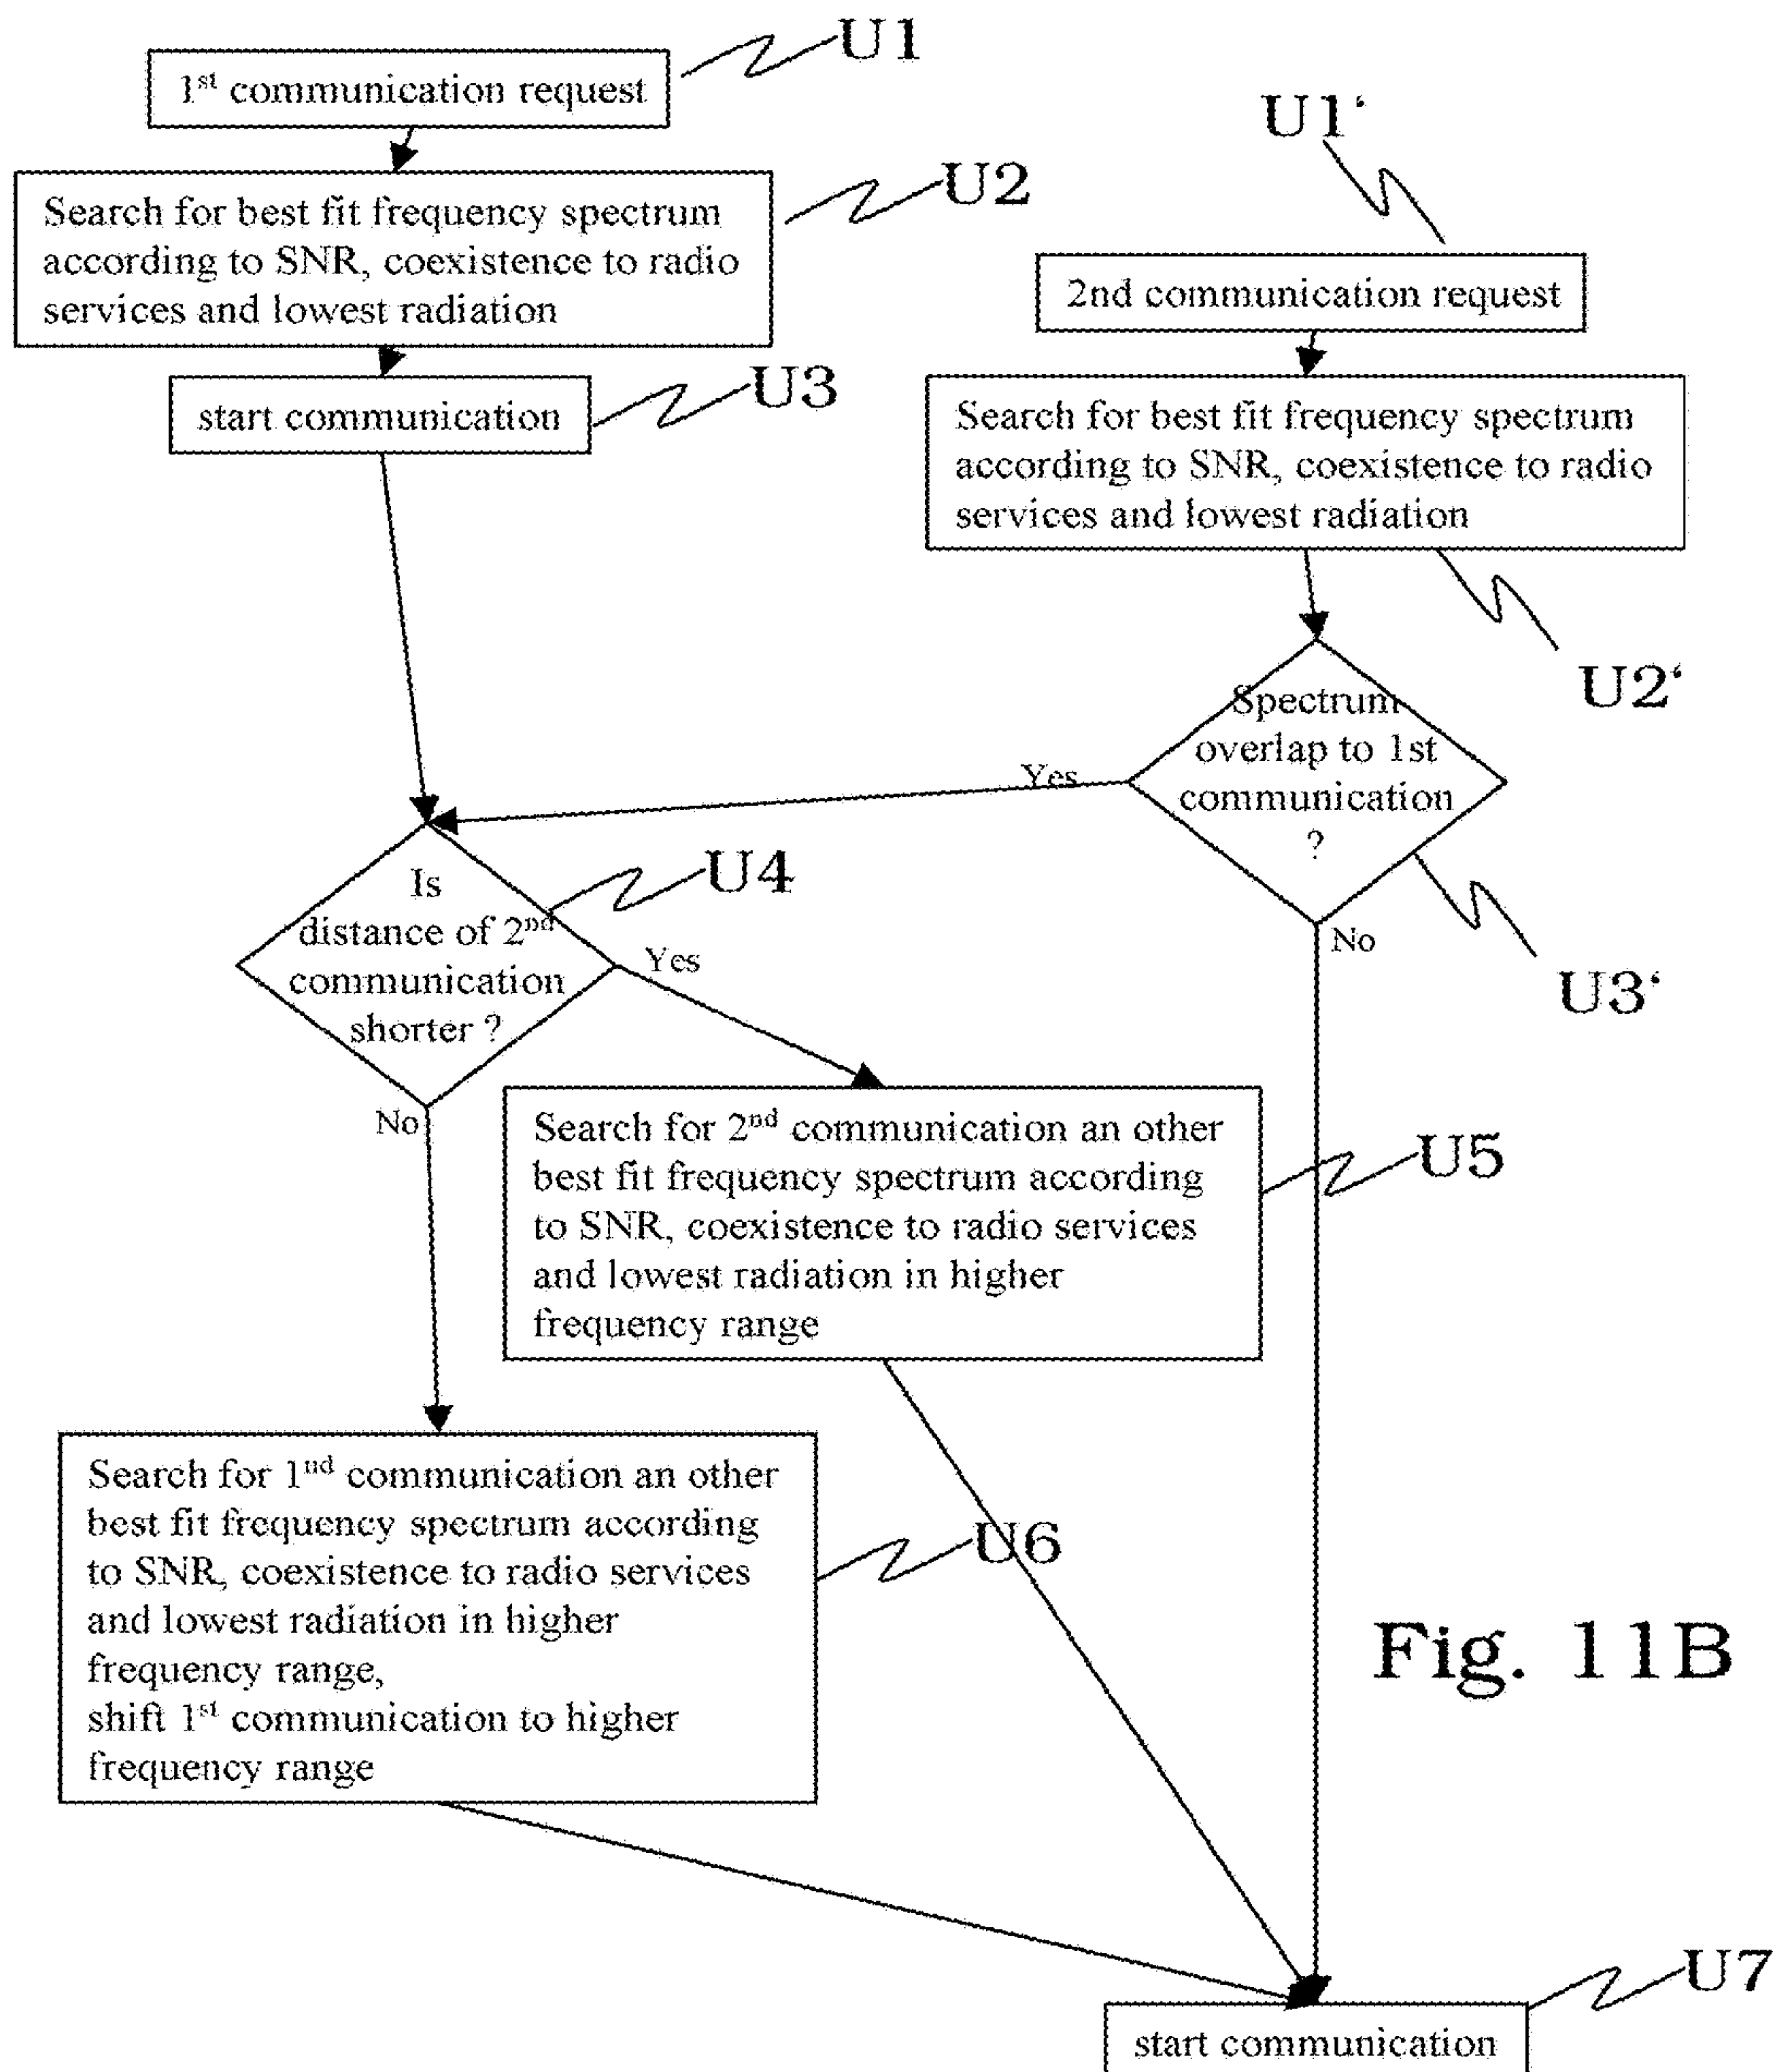 U1
1st communication request
U1‘
U2
Search for best fit frequency spectrum
according to SNR, coexistence to radio
services and lowest radiation
2nd communication request
U3
start communication
Search for best fit frequency spectrum
according to SNR, coexistence to radio
services and lowest radiation
U2‘
Spectrum
overlap to 1st
communication
?
Yes
No
U3‘
U4
Is
distance of 2nd
communication
shorter ?
Yes
No
Search for 2nd communication an other
best fit frequency spectrum according
to SNR, coexistence to radio services
and lowest radiation in higher
frequency range
U5
Search for 1nd communication an other
best fit frequency spectrum according
to SNR, coexistence to radio services
and lowest radiation in higher
frequency range,
shift 1st communication to higher
frequency range
U6
Fig. 11B
U7
start communication